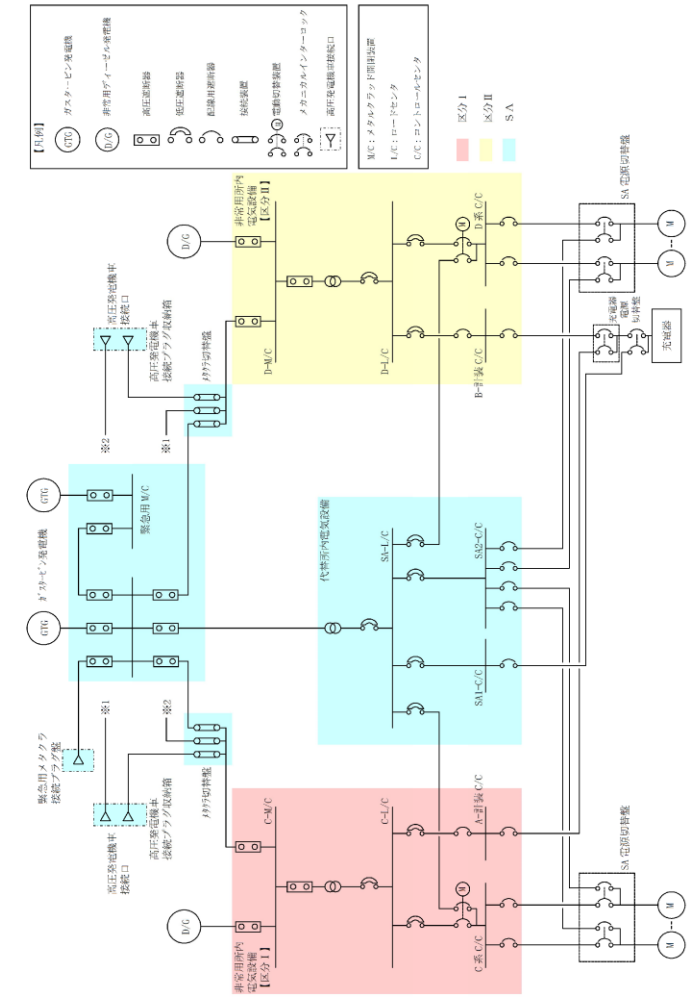 【凡例】
GTG
ガスタービン発電機
D/G
非常用ディーゼル発電機
高圧遮断器
低圧遮断器
配線用遮断器
接続装置
M
電動切替装置
メカニカルインターロック
高圧発電機車接続口
M/C：メタルクラッド開閉装置
L/C：ロードセンタ
C/C：コントロールセンタ
区分Ⅰ
区分Ⅱ
SA
緊急用メタクラ
接続プラグ盤
ガスタービン発電機
GTG
GTG
緊急用M/C
高圧発電機車
接続口
高圧発電機車
接続プラグ収納箱
※1
※2
メタクラ切替盤
高圧発電機車
接続口
高圧発電機車
接続プラグ収納箱
※2
※1
メタクラ切替盤
D/G
非常用所内
電気設備
【区分Ⅰ】
C-M/C
C-L/C
M
C系C/C
A-計装C/C
代替所内電気設備
SA-L/C
SA1-C/C
SA2-C/C
D/G
非常用所内
電気設備
【区分Ⅱ】
D-M/C
D-L/C
M
B-計装C/C
D系C/C
SA電源切替盤
M
M
充電器
電源
切替盤
充電器
SA電源切替盤
M
M